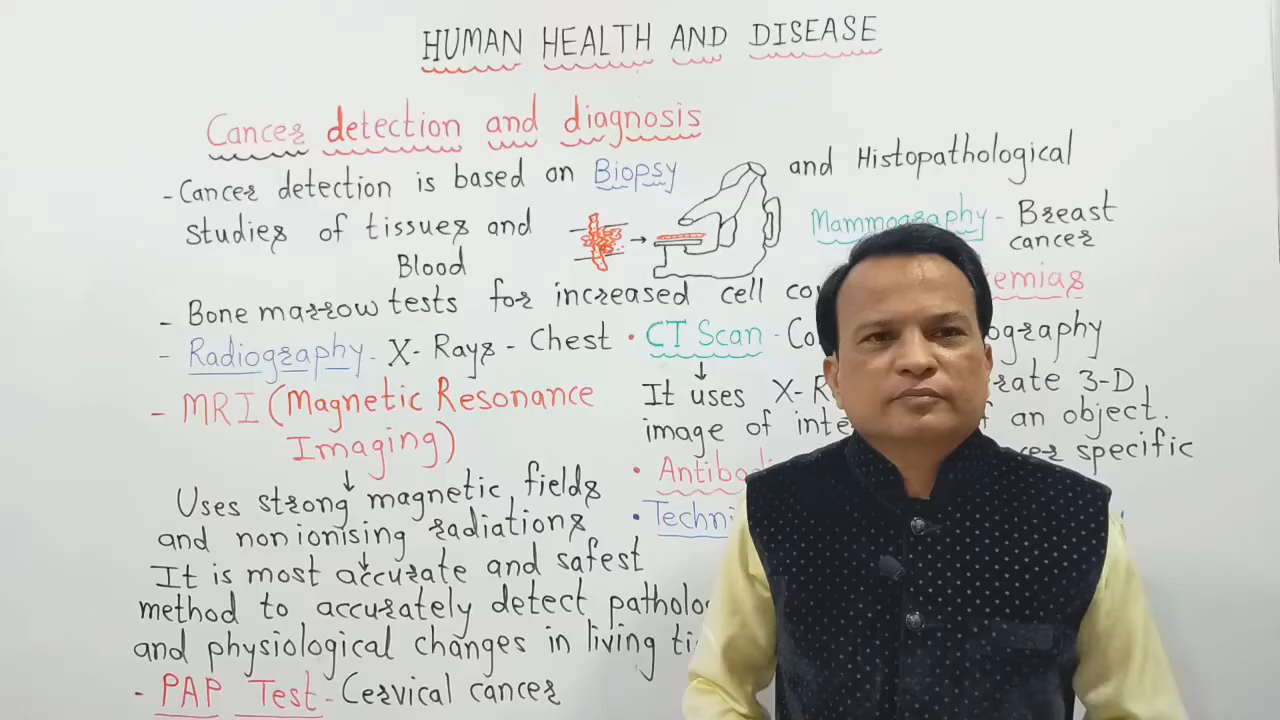 HUMAN HEALTH AND DISEASE
Cancer detection and diagnosis
- Cancer detection is based on Biopsy and Histopathological
studies of tissues and
Blood
Mammography - Breast
cancer
- Bone marrow tests for increased cell
- Radiography - X-Rays - Chest
- MRI (Magnetic Resonance
Imaging)
↓
Uses strong magnetic fields
and nonionising radiations
↓
It is most accurate and safest
method to accurately detect
and physiological changes in living
- PAP Test - Cervical cancer
• CT Scan -
↓
It uses 3-D
image of an object.
• specific
•